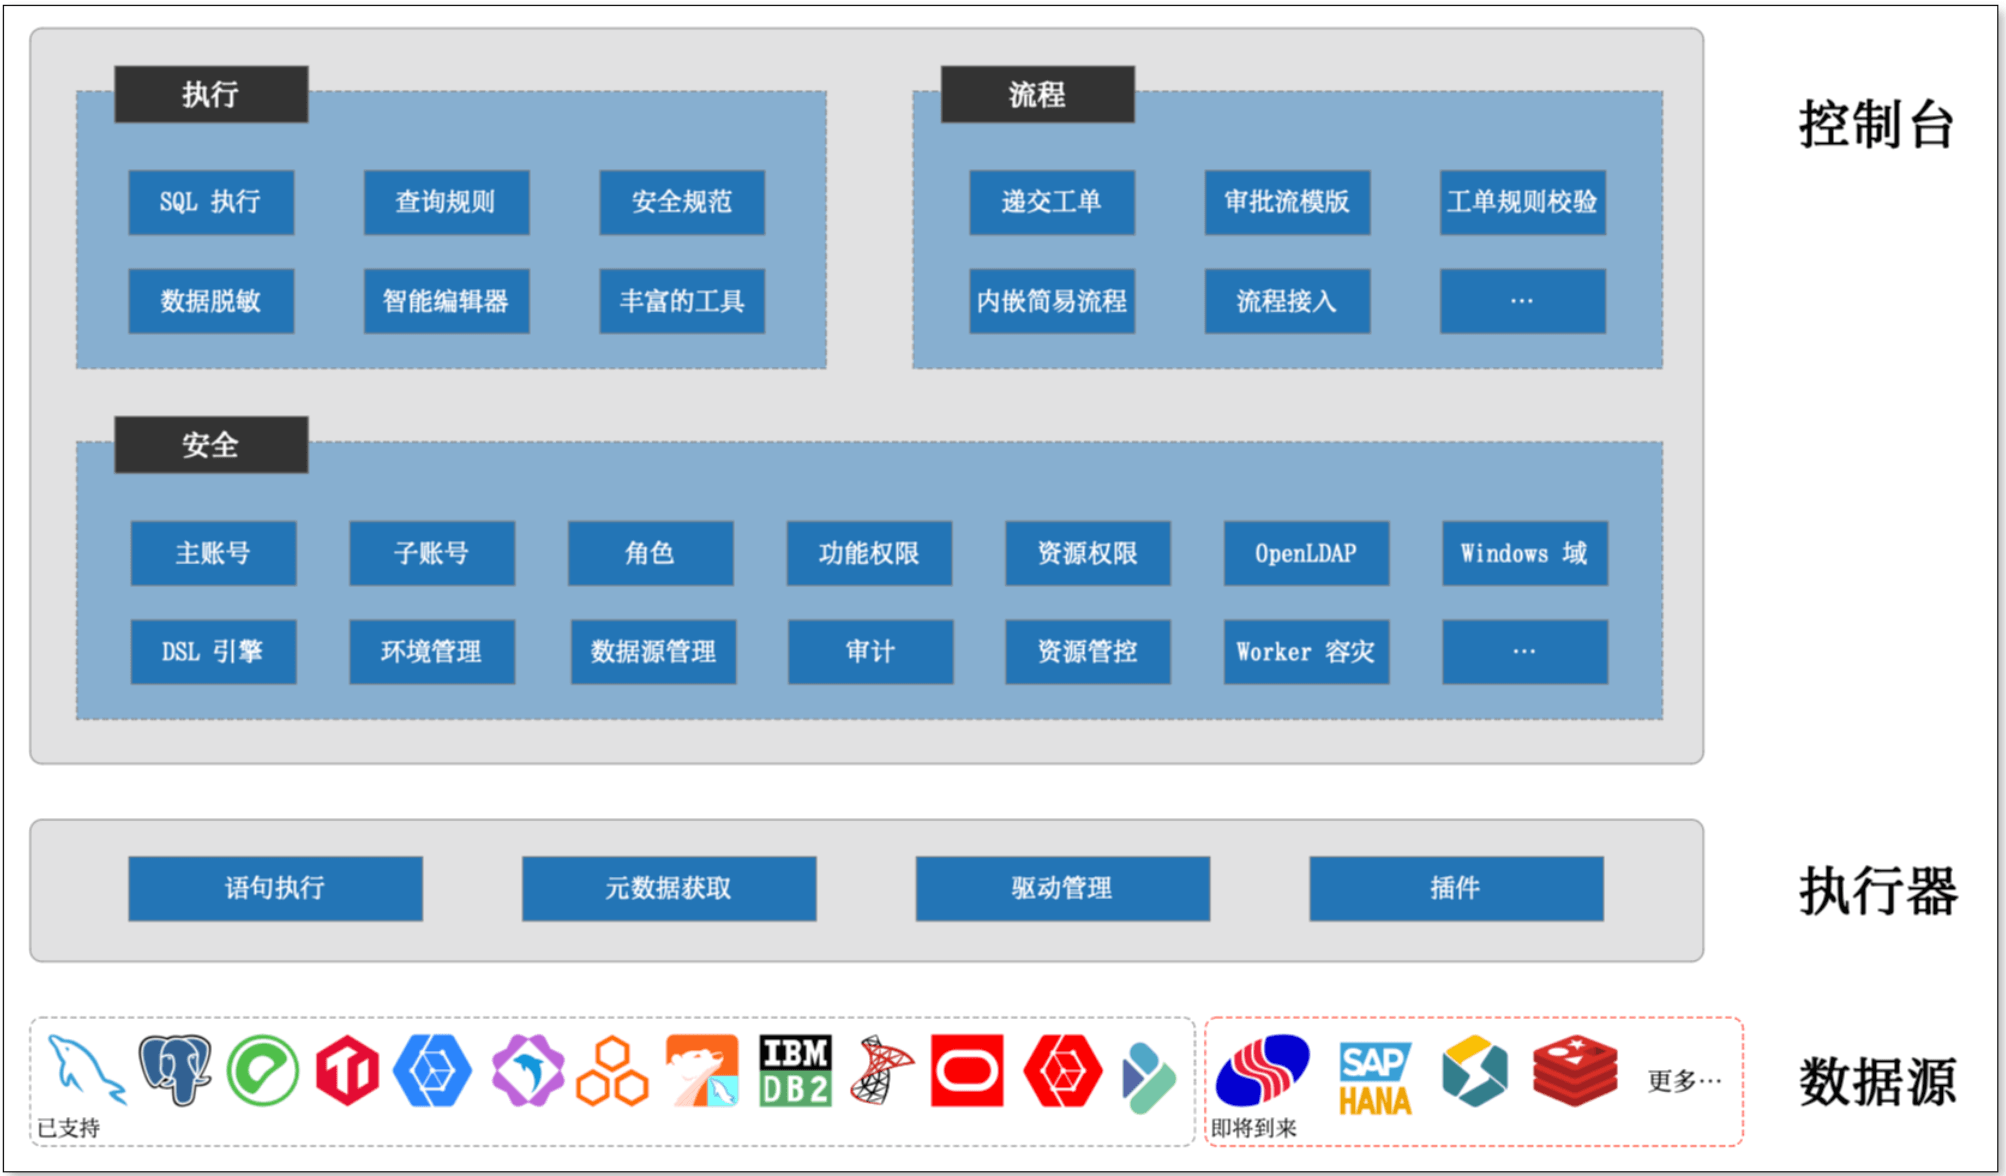 执行
流程
控制台
SQL 执行
查询规则
安全规范
递交工单
审批流模版
工单规则校验
数据脱敏
智能编辑器
丰富的工具
内嵌简易流程
流程接入
…
安全
主账号
子账号
角色
功能权限
资源权限
OpenLDAP
Windows 域
DSL 引擎
环境管理
数据源管理
审计
资源管控
Worker 容灾
…
语句执行
元数据获取
驱动管理
插件
执行器
IBM
DB2
SAP
HANA
更多…
数据源
已支持
即将到来